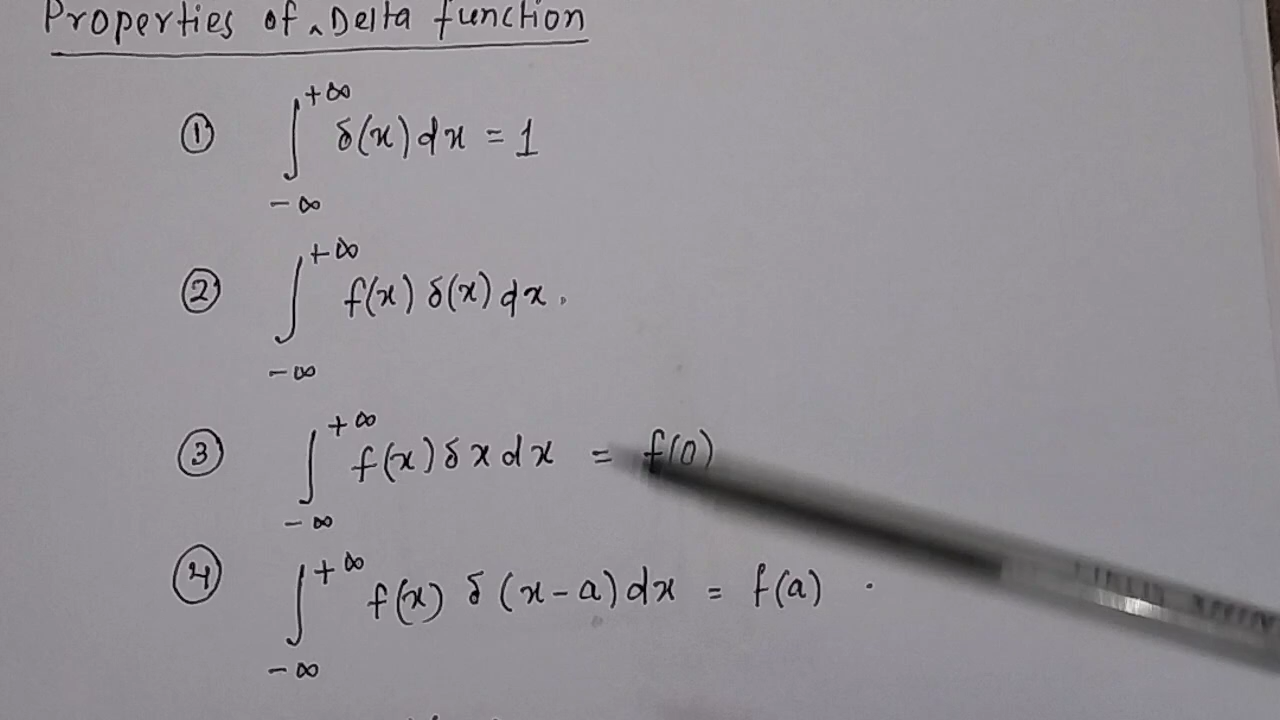 Properties of ‸ Delta function
① ∫_{-∞}^{+∞} δ(x) dx = 1
② ∫_{-∞}^{+∞} f(x) δ(x) dx.
③ ∫_{-∞}^{+∞} f(x) δ x dx = f(0)
④ ∫_{-∞}^{+∞} f(x) δ (x-a) dx = f(a) .